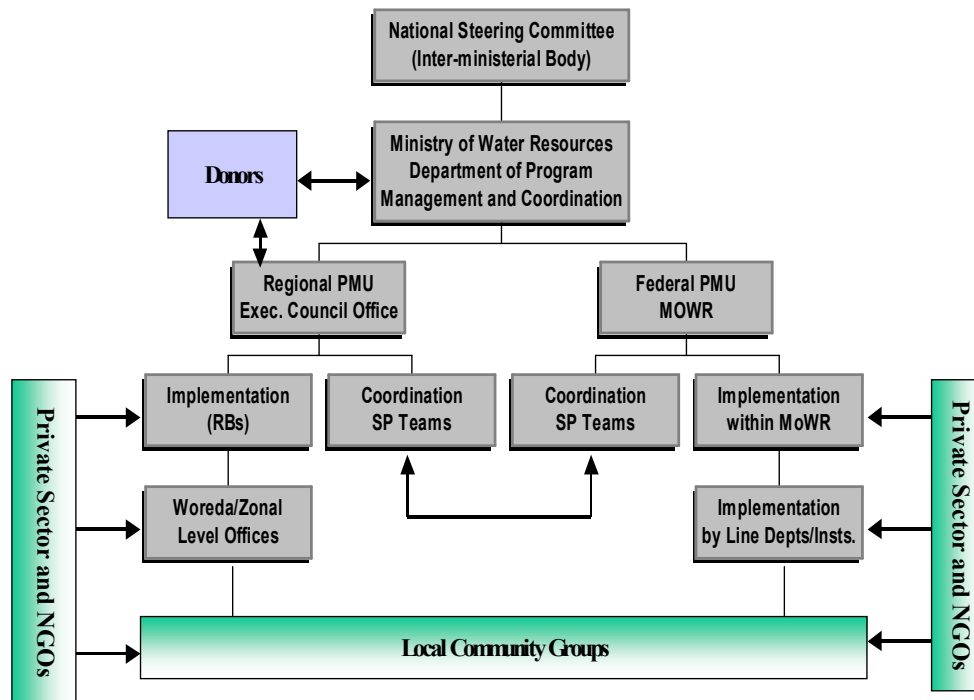 National Steering Committee
(Inter-ministerial Body)
Ministry of Water Resources
Department of Program
Management and Coordination
Donors
Regional PMU
Exec. Council Office
Federal PMU
MOWR
Implementation
(RBs)
Coordination
SP Teams
Coordination
SP Teams
Implementation
within MoWR
Woreda/Zonal
Level Offices
Implementation
by Line Depts/Insts.
Private Sector and NGOs
Private Sector and NGOs
Local Community Groups